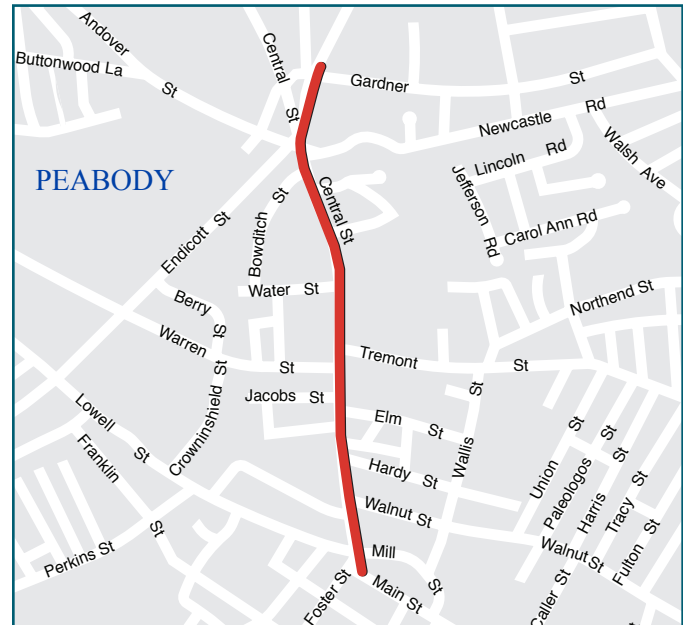 Andover St
Central St
Buttonwood La
Gardner St
Newcastle Rd
Walsh Ave
Lincoln Rd
PEABODY
Jefferson Rd
Central St
Bowditch St
Endicott St
Carol Ann Rd
Water St
Berry St
Northend St
Warren St
Tremont St
Crowninshield St
Jacobs St
Elm St
Wallis St
Lowell St
Franklin St
Hardy St
Union St
Paleologos St
Harris St
Tracy St
Fulton St
Walnut St
Walnut St
Perkins St
Mill St
Foster St
Main St
Caller St